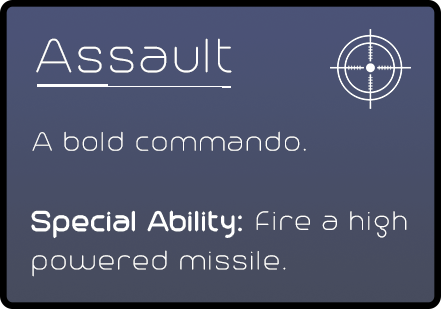 Assault
A bold commando.
Special Ability: Fire a high
powered missile.